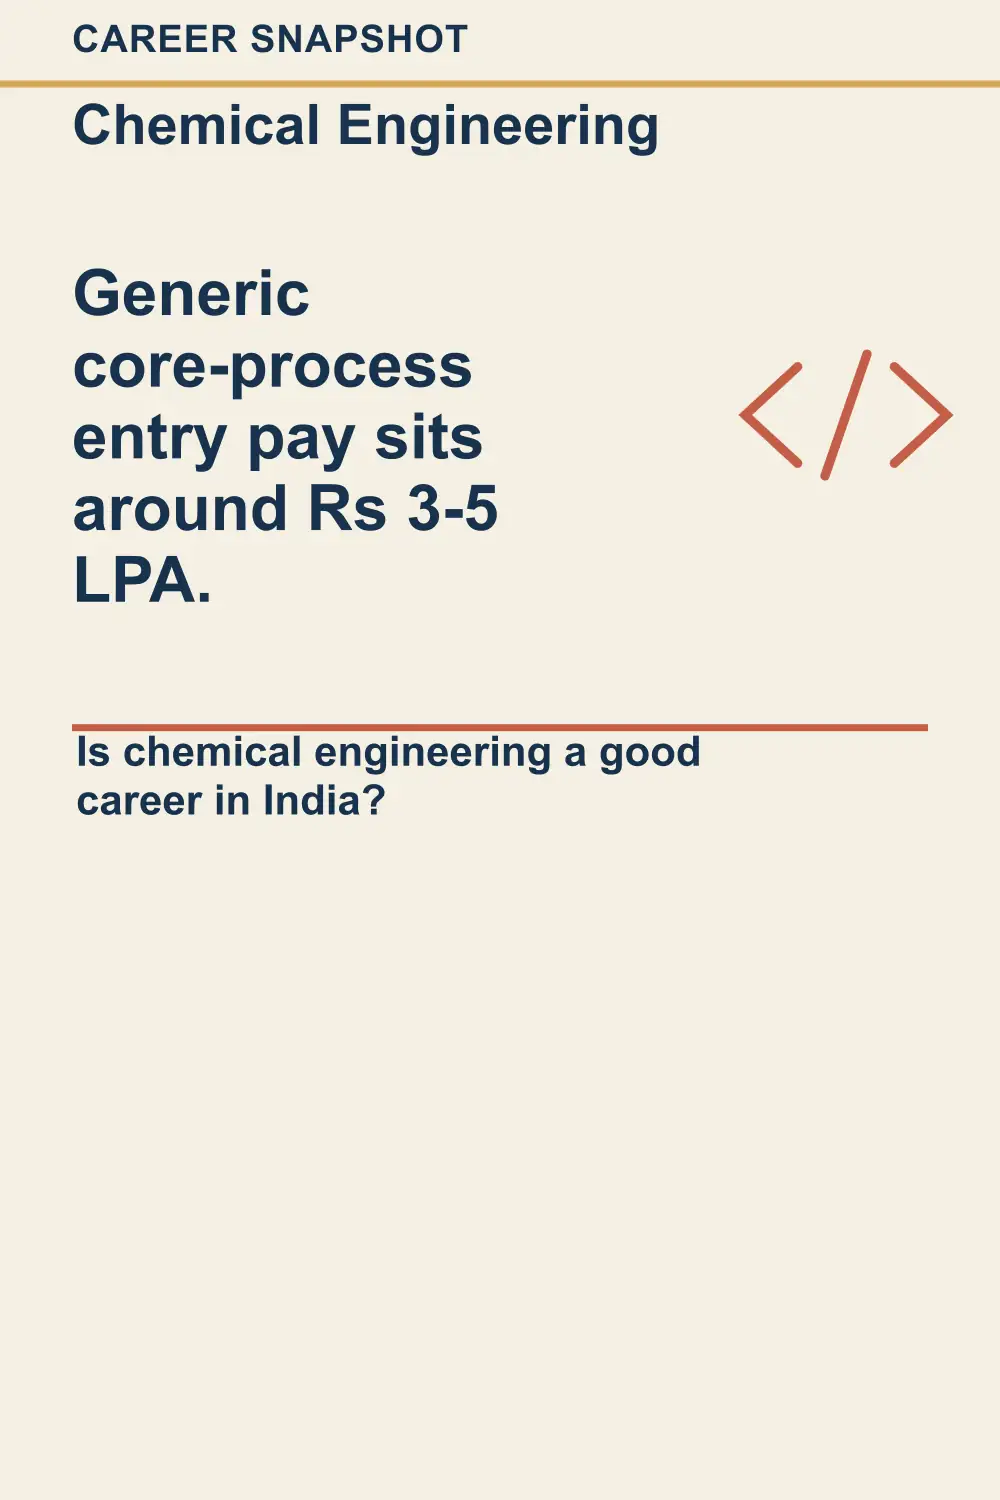 CAREER SNAPSHOT
Chemical Engineering
Generic
core-process
entry pay sits
around Rs 3-5
LPA.
Is chemical engineering a good
career in India?